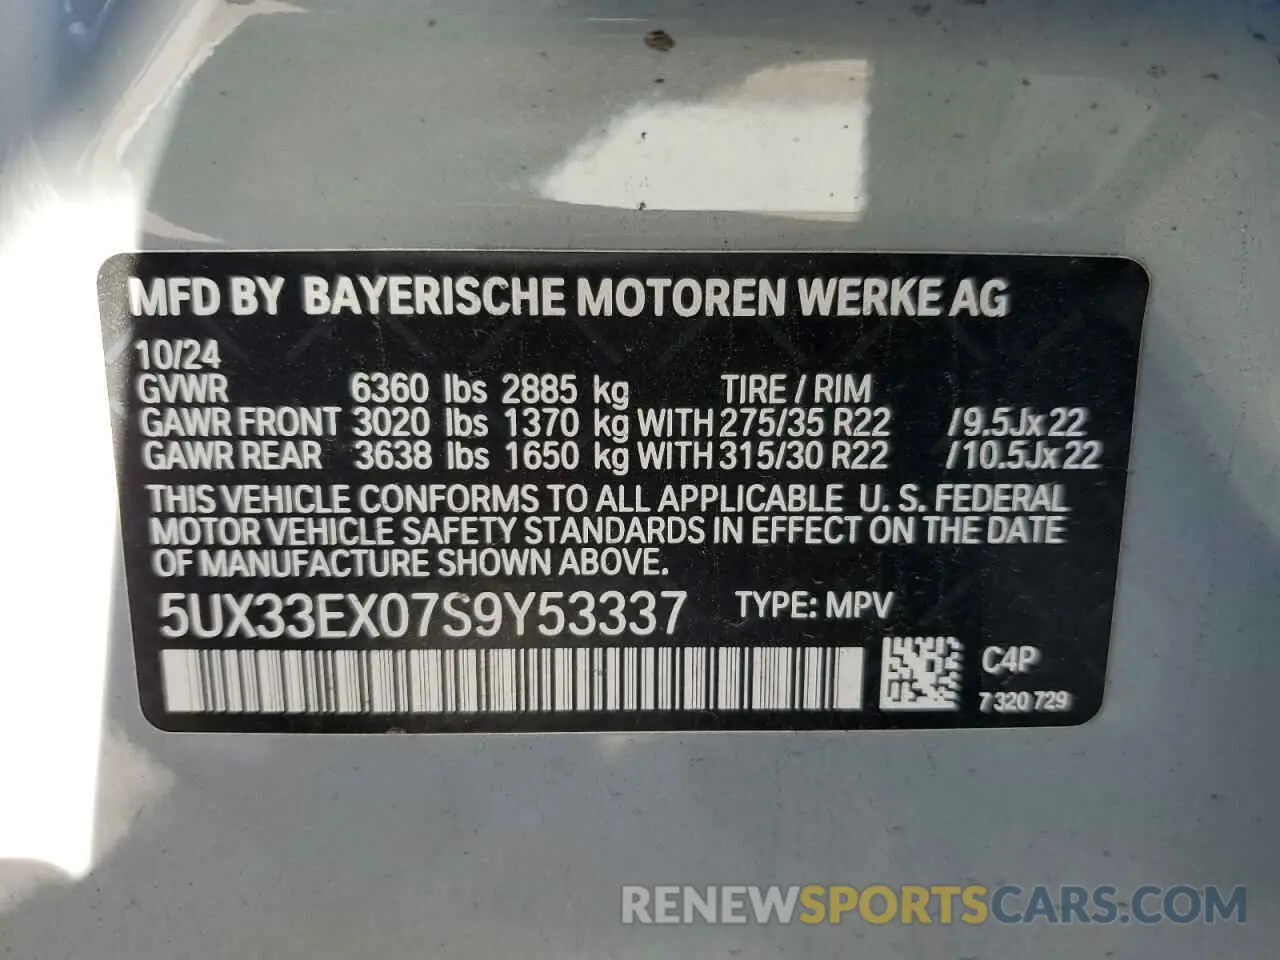 MFD BY BAYERISCHE MOTOREN WERKE AG
10/24
GVWR 6360 lbs 2885 kg TIRE / RIM
GAWR FRONT 3020 lbs 1370 kg WITH 275/35 R22 /9.5Jx22
GAWR REAR 3638 lbs 1650 kg WITH 315/30 R22 /10.5Jx22
THIS VEHICLE CONFORMS TO ALL APPLICABLE U. S. FEDERAL
MOTOR VEHICLE SAFETY STANDARDS IN EFFECT ON THE DATE
OF MANUFACTURE SHOWN ABOVE.
5UX33EX07S9Y53337 TYPE: MPV
C4P
7 320 729
RENEWSPORTSCARS.COM